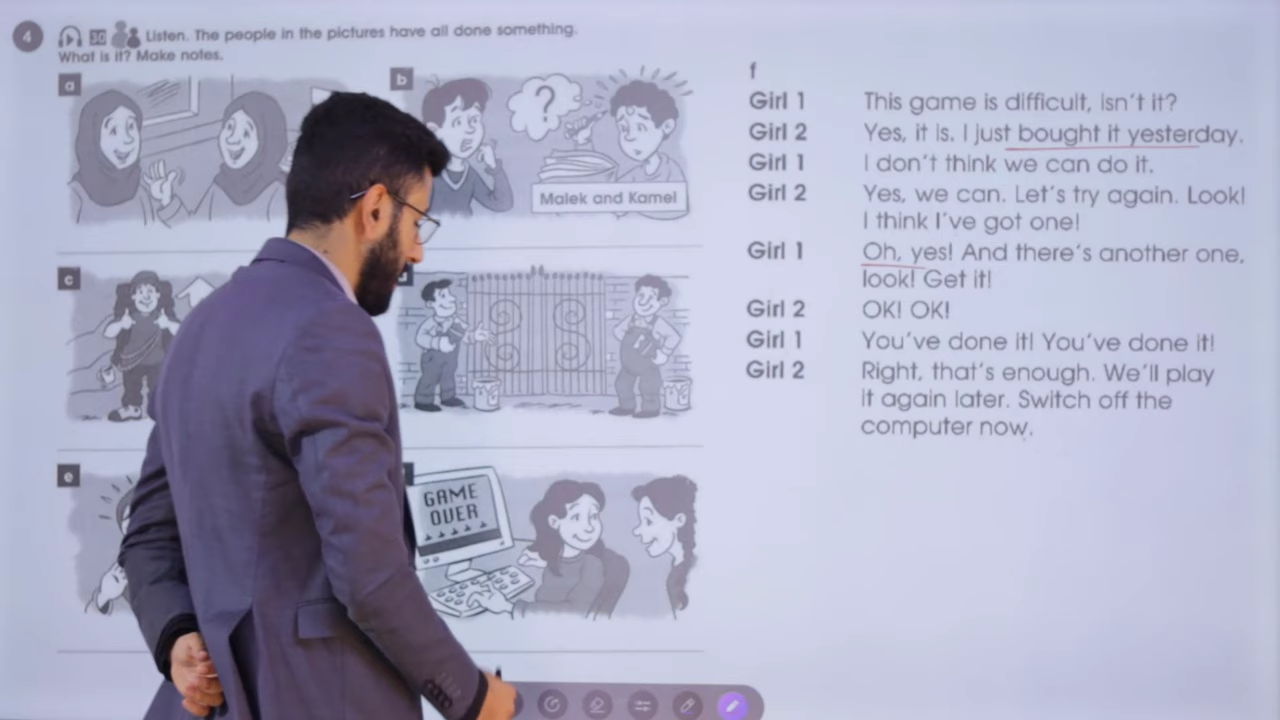 4 30 Listen. The people in the pictures have all done something.
What is it? Make notes.
a
b
?
Malek and Kamel
c
e
GAME
OVER
f
Girl 1 This game is difficult, isn't it?
Girl 2 Yes, it is. I just bought it yesterday.
Girl 1 I don't think we can do it.
Girl 2 Yes, we can. Let's try again. Look!
I think I've got one!
Girl 1 Oh, yes! And there's another one,
look! Get it!
Girl 2 OK! OK!
Girl 1 You've done it! You've done it!
Girl 2 Right, that's enough. We'll play
it again later. Switch off the
computer now.